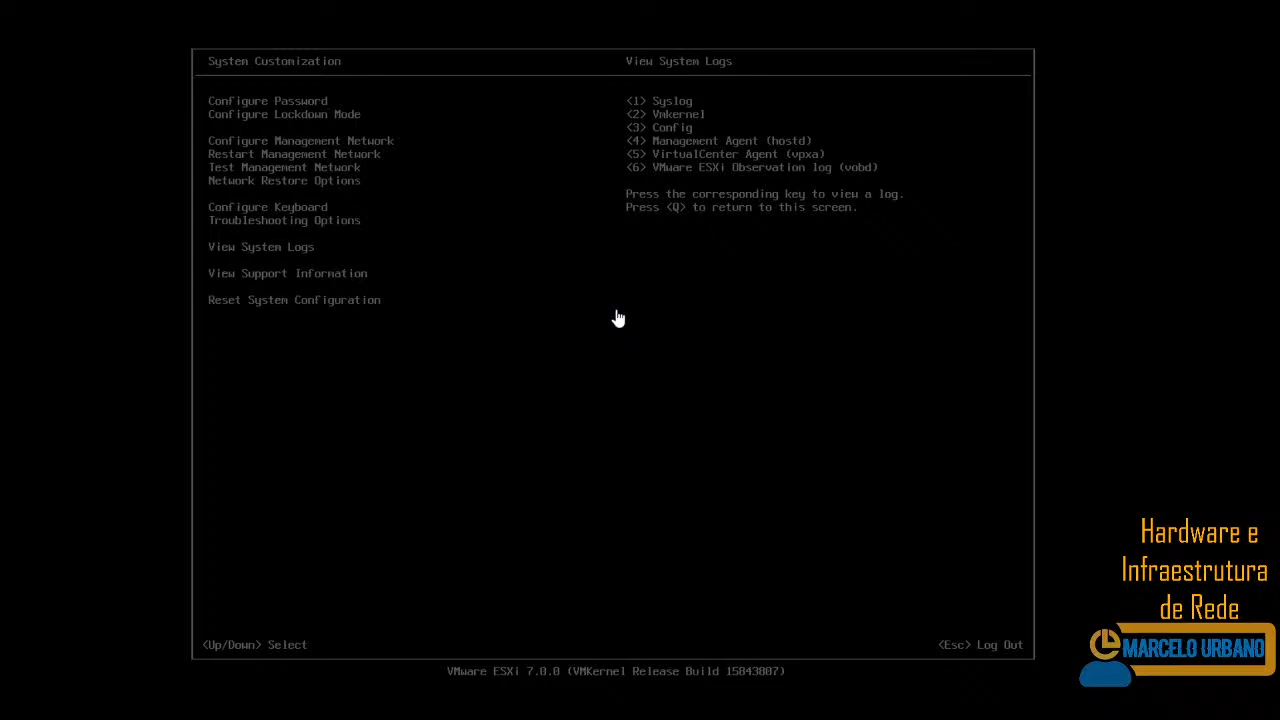 System Customization
View System Logs
Configure Password
Configure Lockdown Mode
Configure Management Network
Restart Management Network
Test Management Network
Network Restore Options
Configure Keyboard
Troubleshooting Options
View System Logs
View Support Information
Reset System Configuration
<1> Syslog
<2> Vmkernel
<3> Config
<4> Management Agent (hostd)
<5> VirtualCenter Agent (vpxa)
<6> VMware ESXi Observation log (vobd)
Press the corresponding key to view a log.
Press <Q> to return to this screen.
<Up/Down> Select
<Esc> Log Out
VMware ESXi 7.0.0 (VMKernel Release Build 15843807)
Hardware e
Infraestrutura
de Rede
MARCELO URBANO